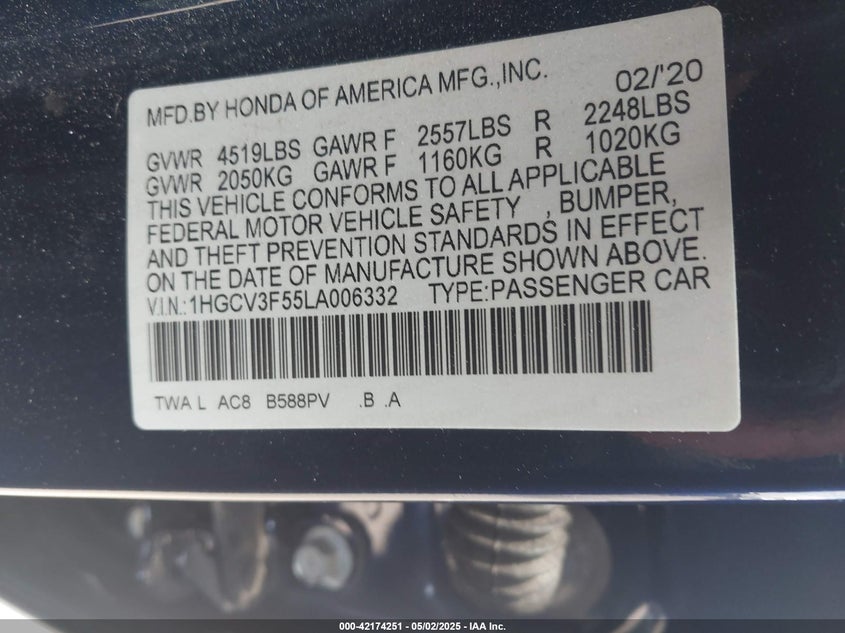 MFD.BY HONDA OF AMERICA MFG.,INC. 02/'20
GVWR 4519LBS GAWR F 2557LBS R 2248LBS
GVWR 2050KG GAWR F 1160KG R 1020KG
THIS VEHICLE CONFORMS TO ALL APPLICABLE
FEDERAL MOTOR VEHICLE SAFETY , BUMPER,
AND THEFT PREVENTION STANDARDS IN EFFECT
ON THE DATE OF MANUFACTURE SHOWN ABOVE.
V.I.N.:1HGCV3F55LA006332 TYPE:PASSENGER CAR
TWA L AC8 B588PV .B .A
000-42174251 - 05/02/2025 - IAA Inc.